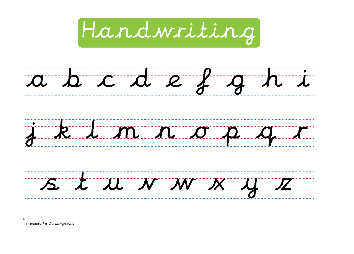 Handwriting
a b c d e f g h i
j k l m n o p q r
s t u v w x y z